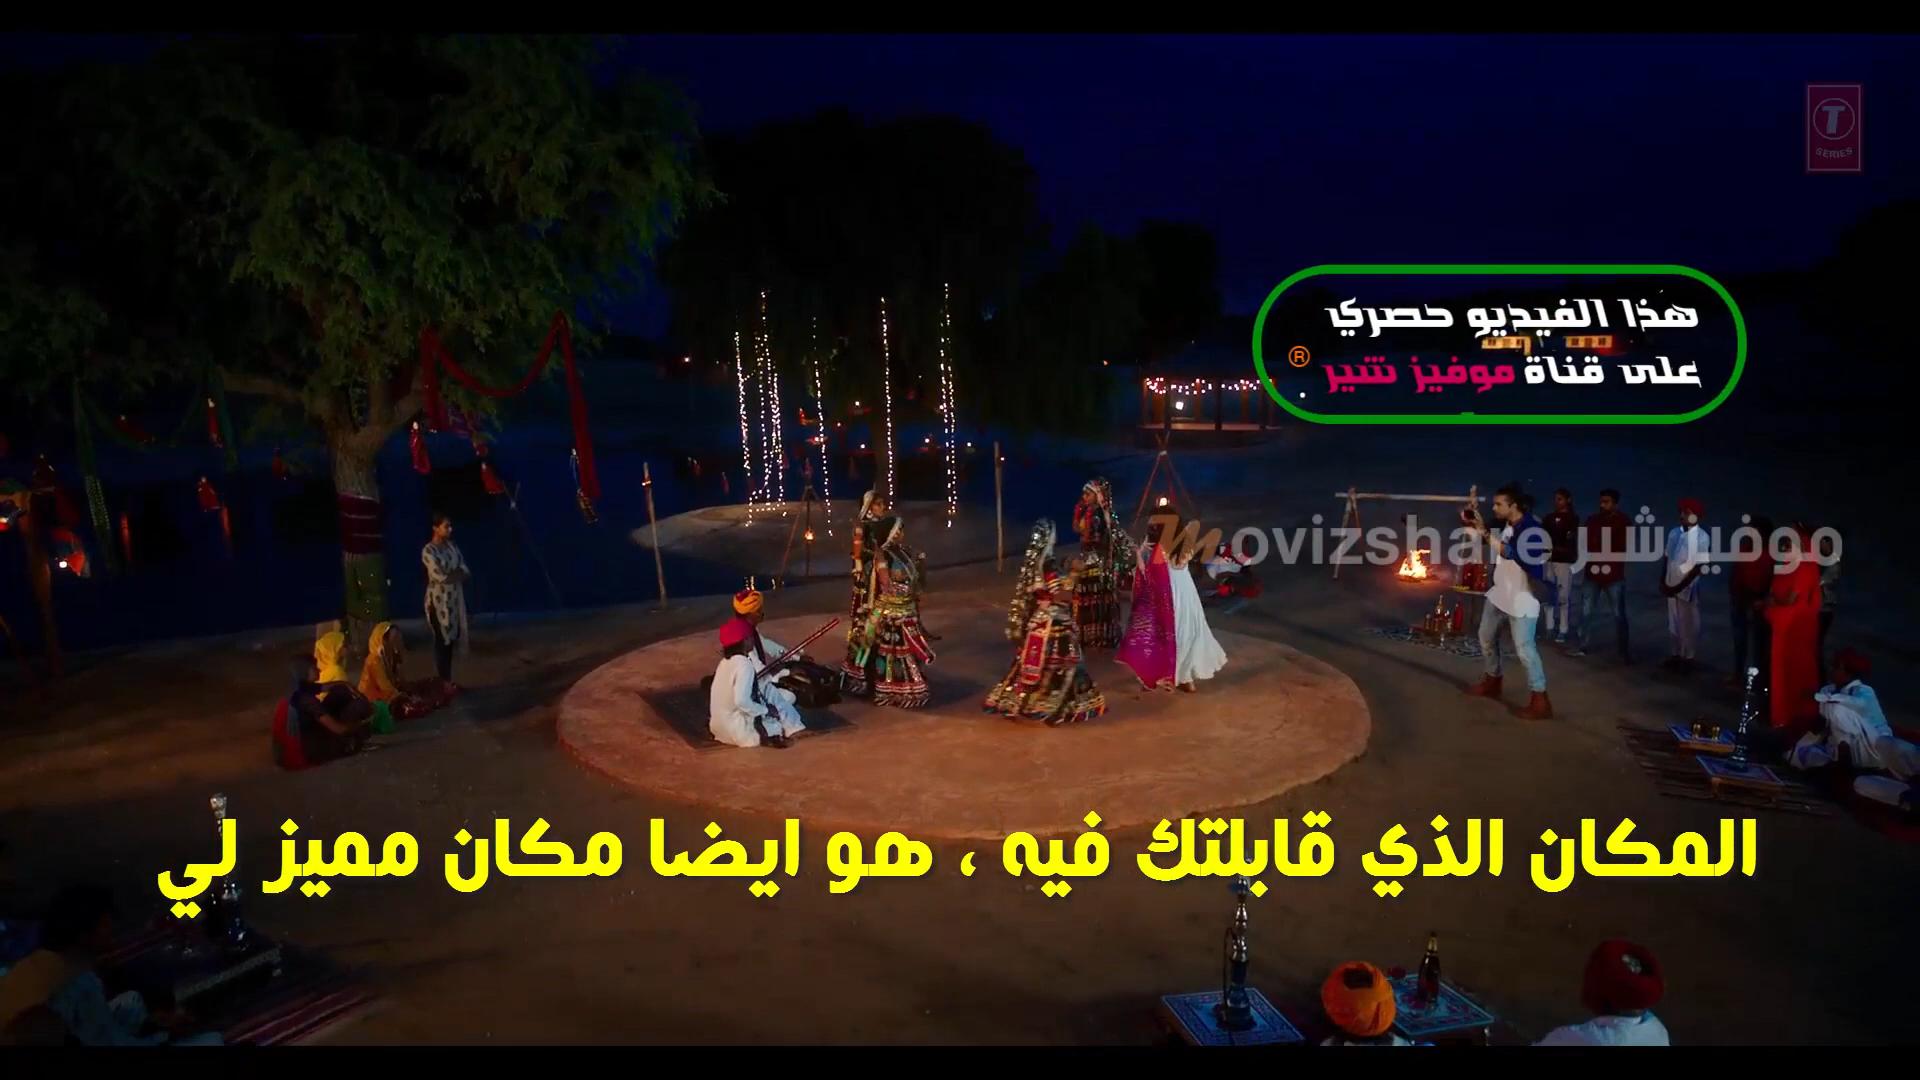 T
SERIES
هذا الفيديو حصري
على قناة موفيز شير ®
Movizshare موفيز شير
المكان الذي قابلتك فيه ، هو ايضا مكان مميز لي